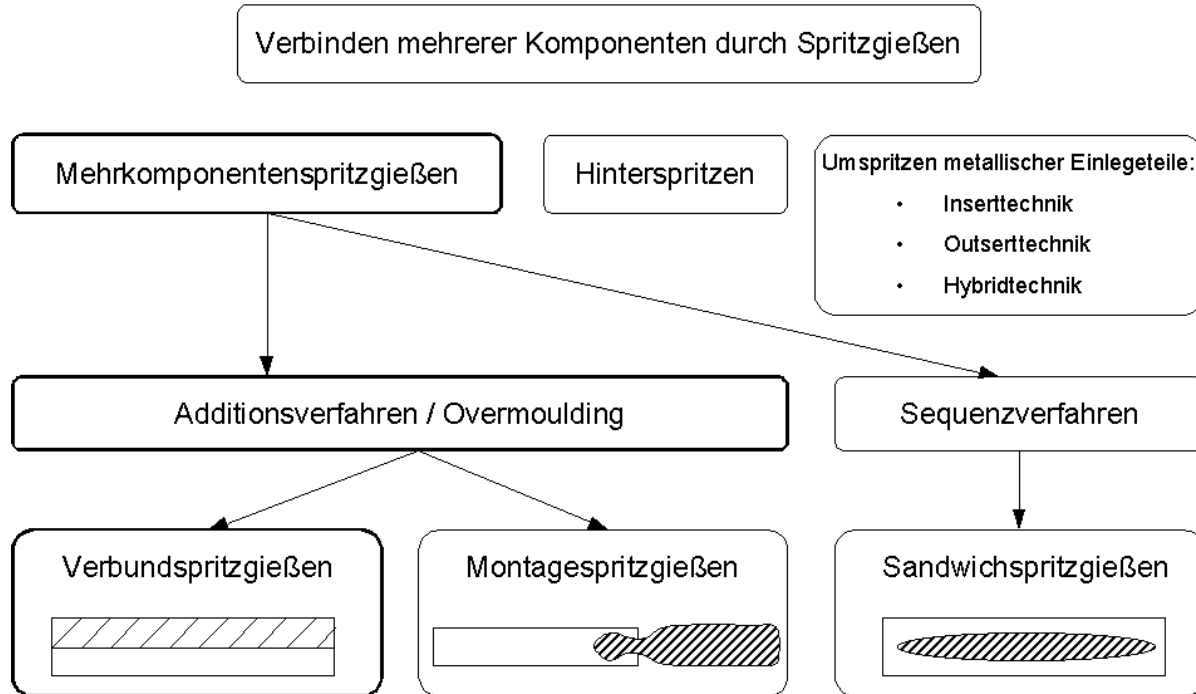 Verbinden mehrerer Komponenten durch Spritzgießen
Mehrkomponentenspritzgießen
Hinterspritzen
Umspritzen metallischer Einlegeteile:
• Inserttechnik
• Outserttechnik
• Hybridtechnik
Additionsverfahren / Overmoulding
Sequenzverfahren
Verbundspritzgießen
Montagespritzgießen
Sandwichspritzgießen